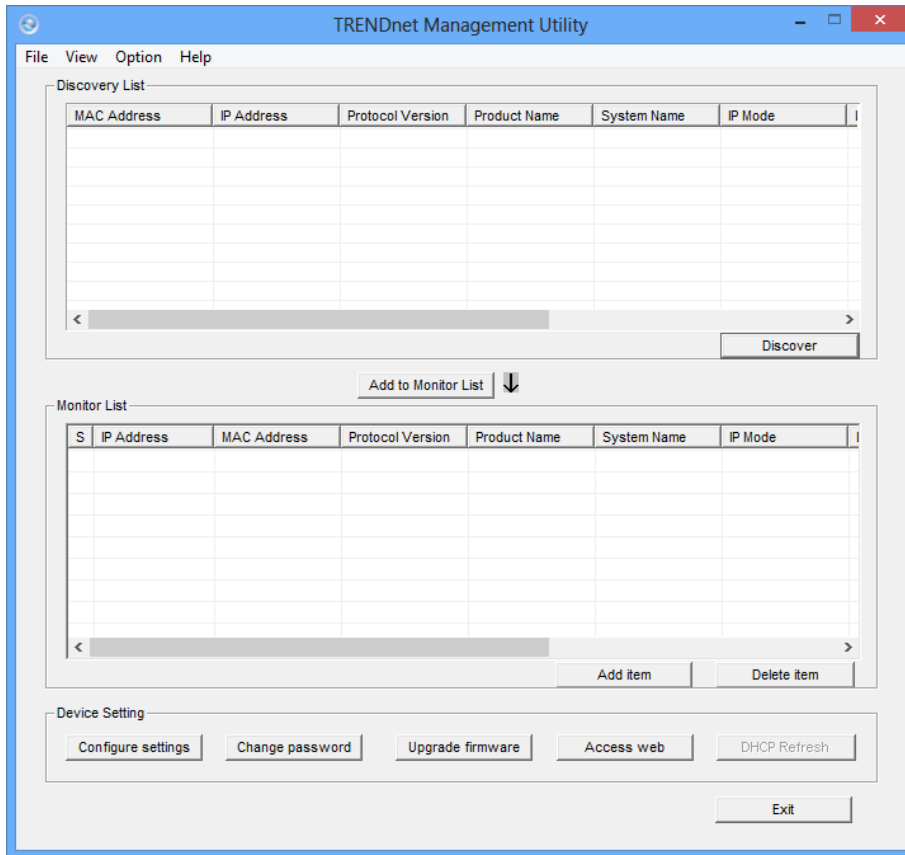 TRENDnet Management Utility
File View Option Help
Discovery List
MAC Address IP Address Protocol Version Product Name System Name IP Mode
Discover
Add to Monitor List
Monitor List
S IP Address MAC Address Protocol Version Product Name System Name IP Mode
Add item Delete item
Device Setting
Configure settings Change password Upgrade firmware Access web DHCP Refresh
Exit